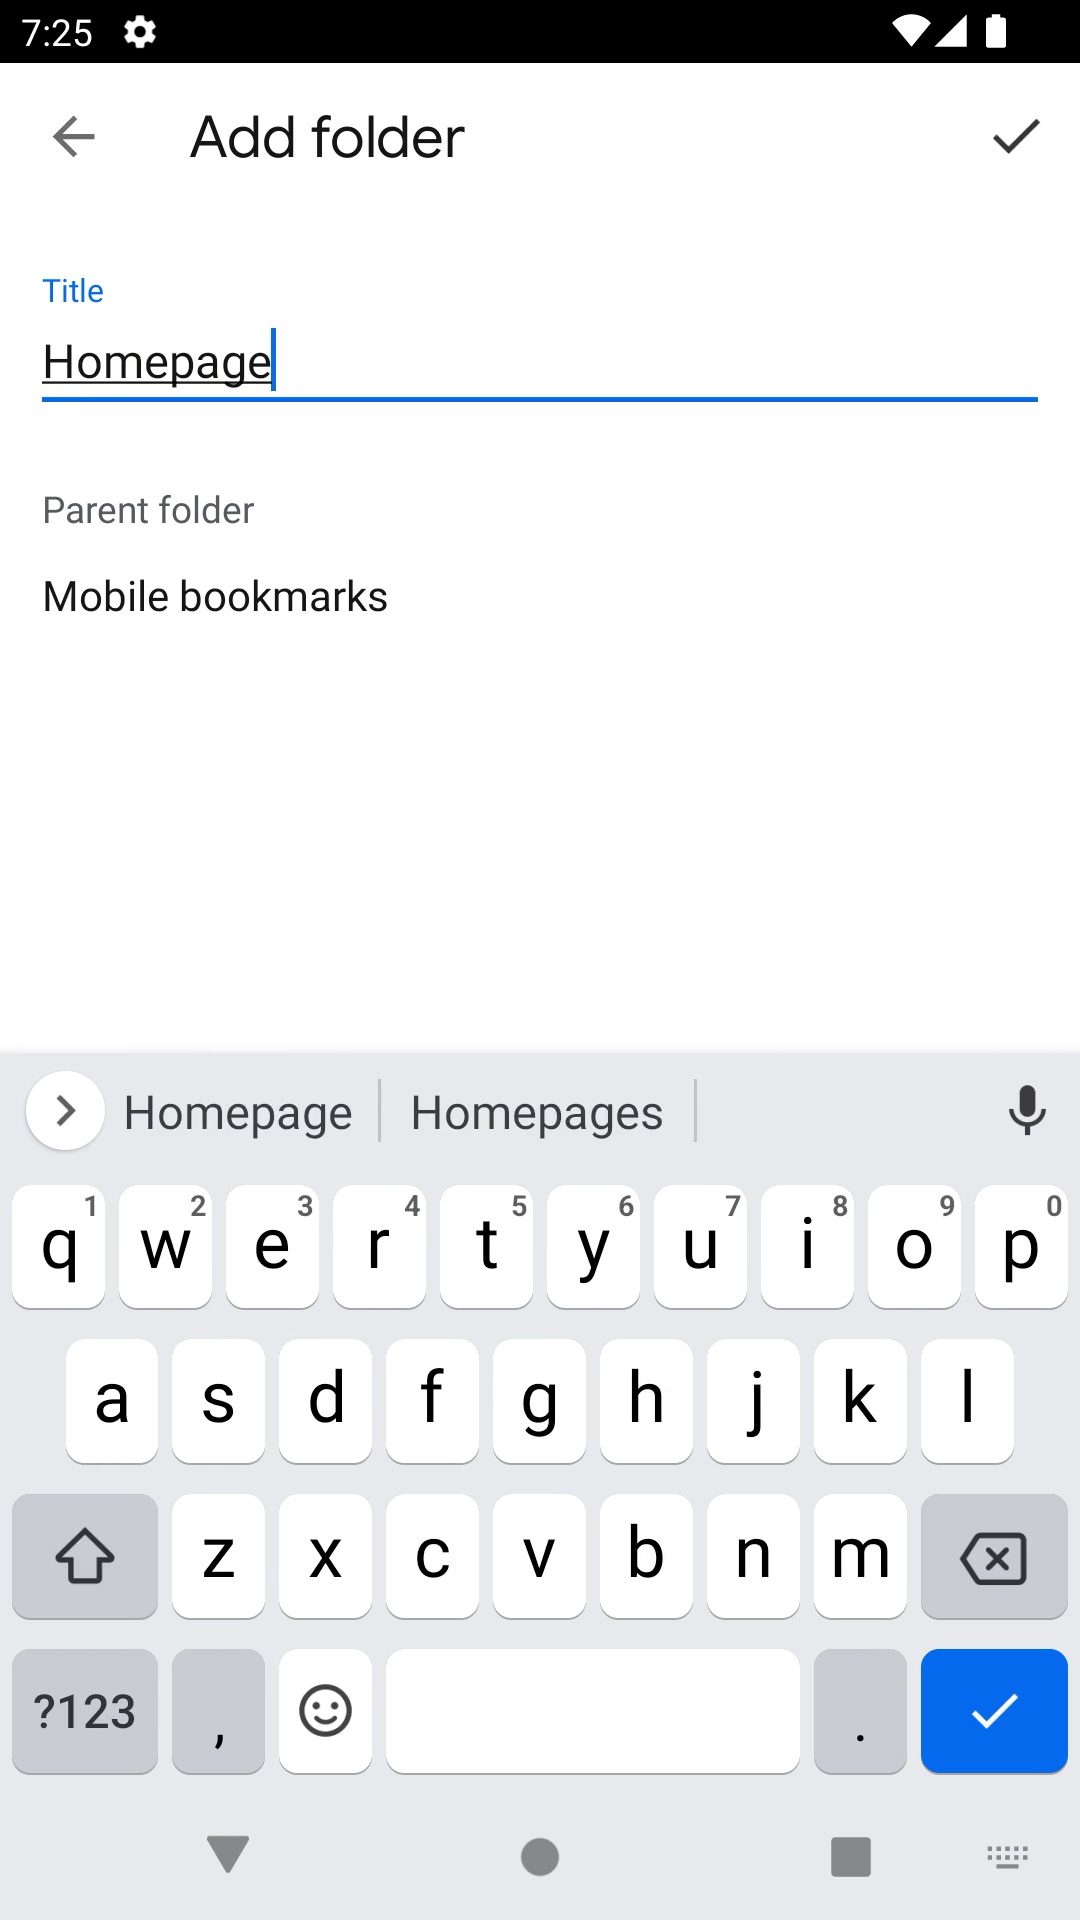 7:25
Add folder
Title
Homepage
Parent folder
Mobile bookmarks
Homepage Homepages
1 2 3 4 5 6 7 8 9 0
q w e r t y u i o p
a s d f g h j k l
z x c v b n m
?123 , .